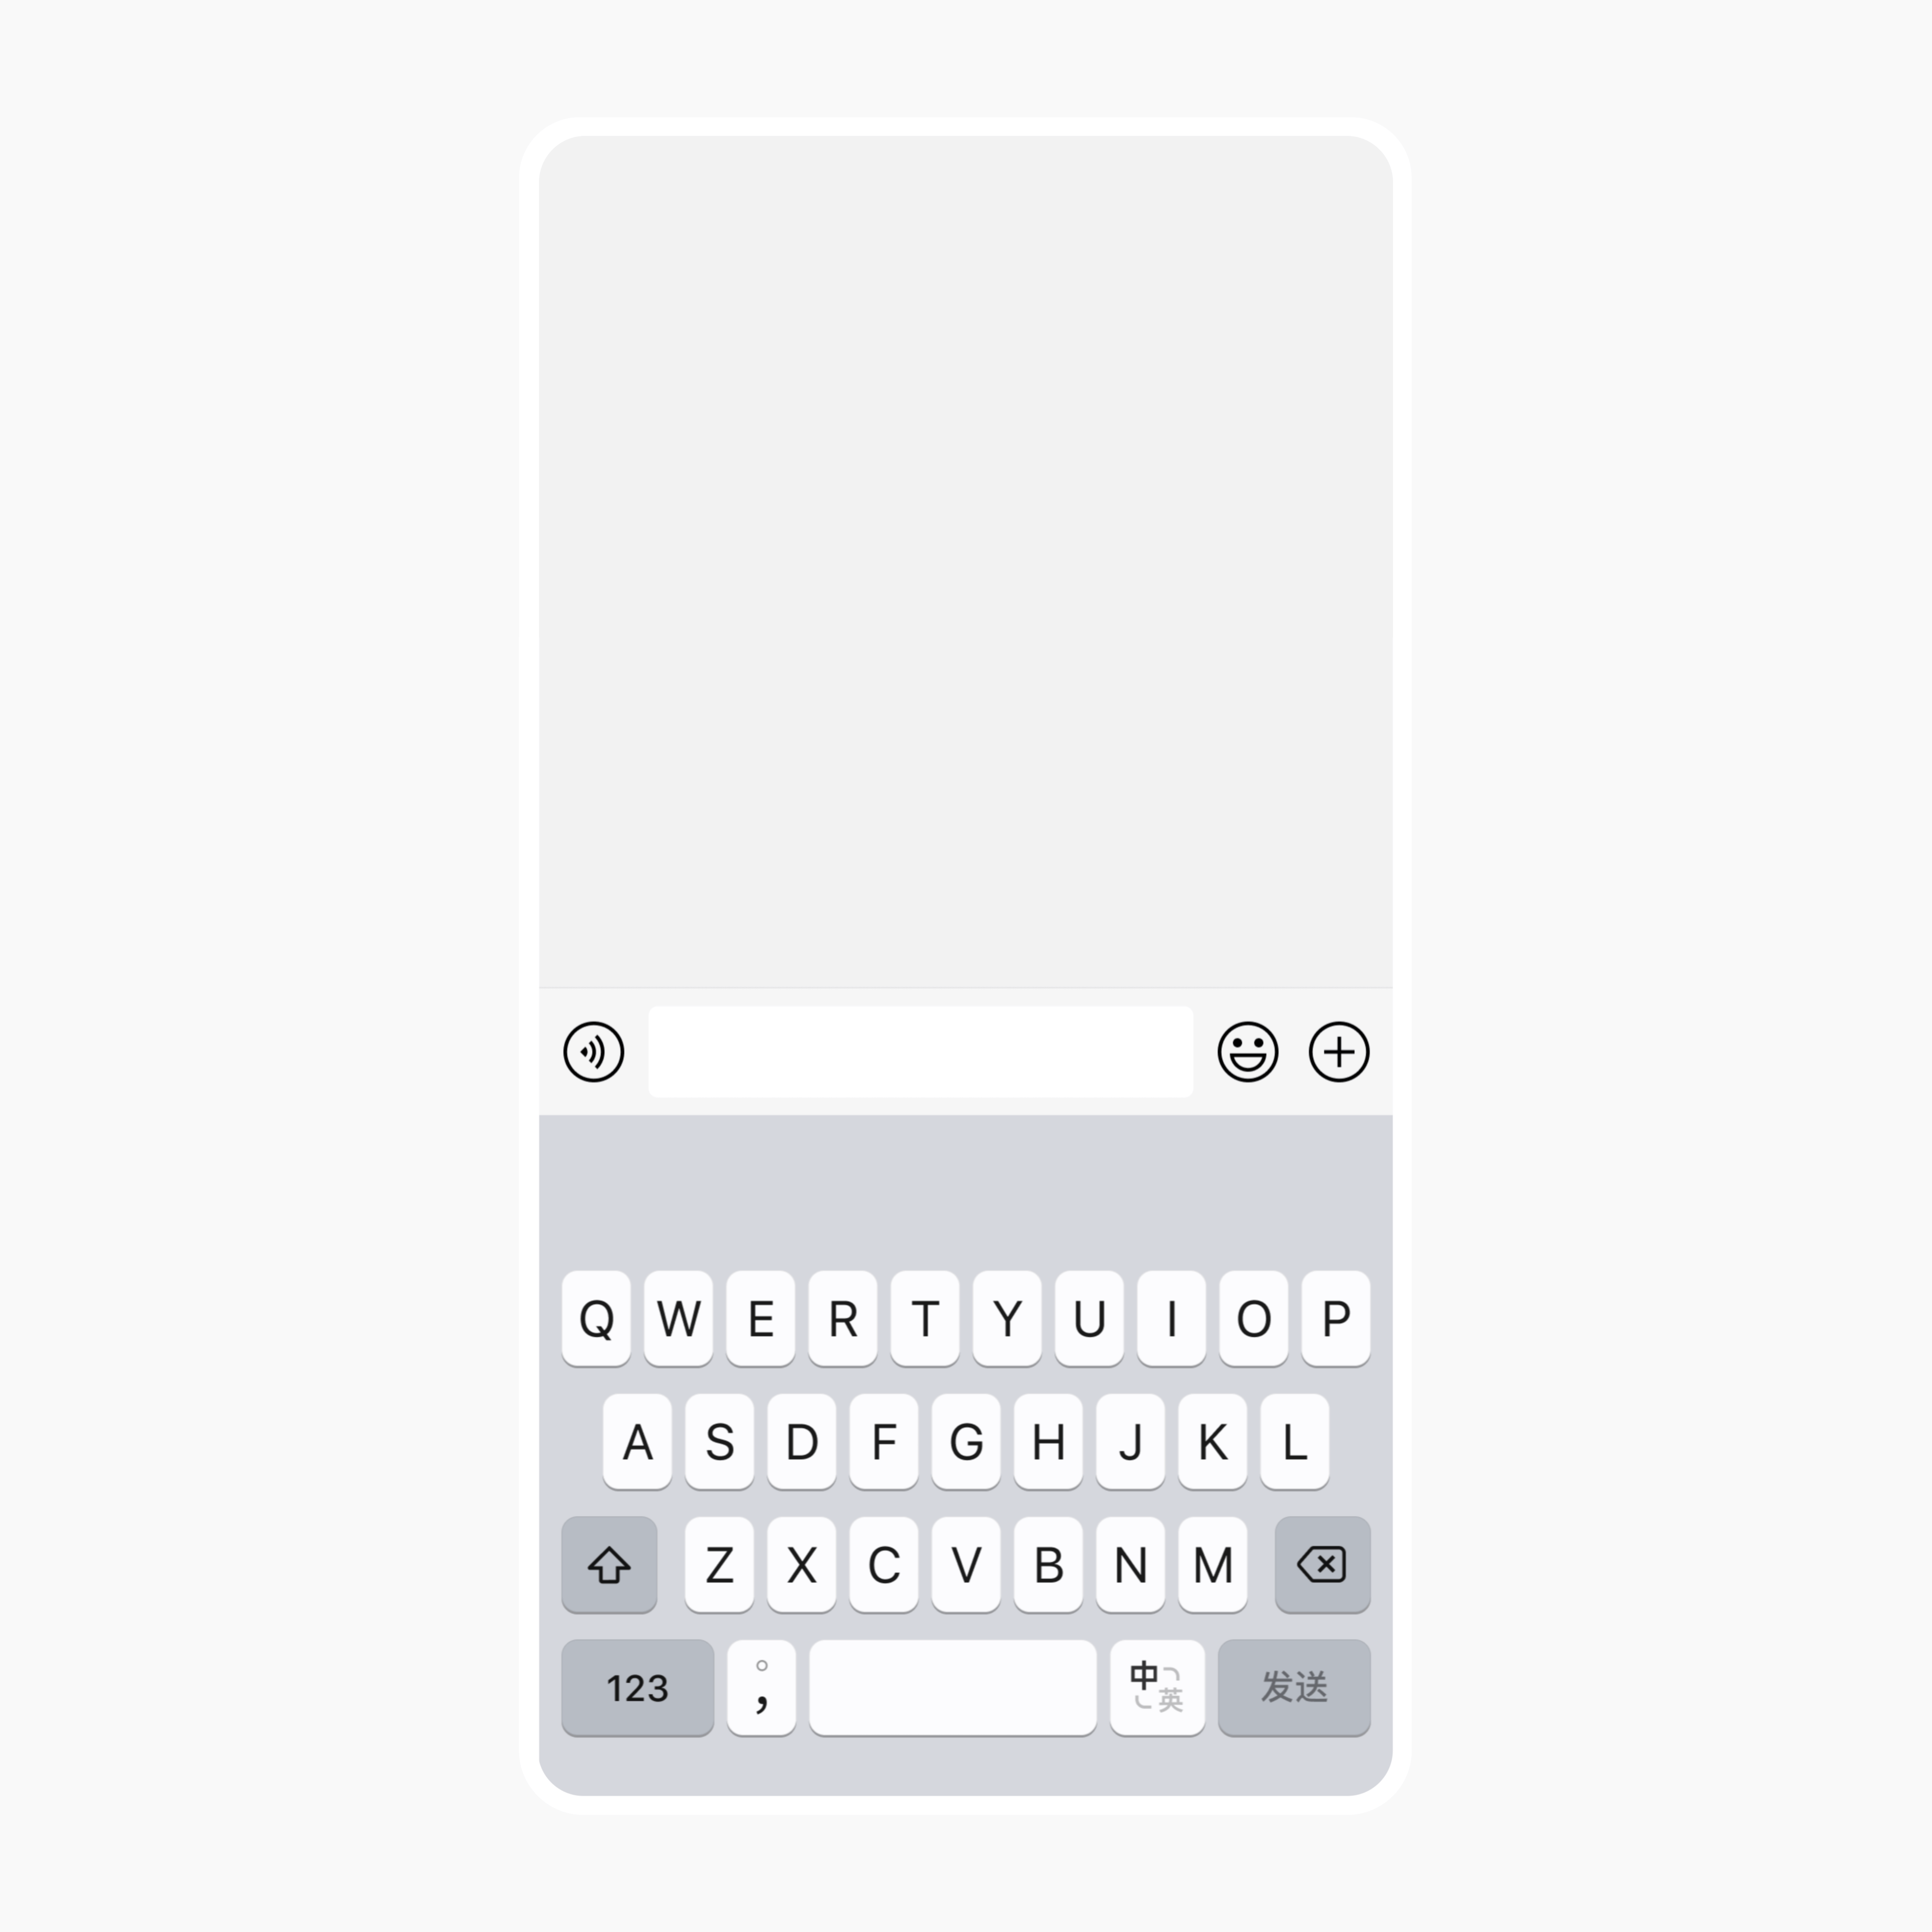 Q W E R T Y U I O P
A S D F G H J K L
Z X C V B N M
123 。 , 中 英 发送